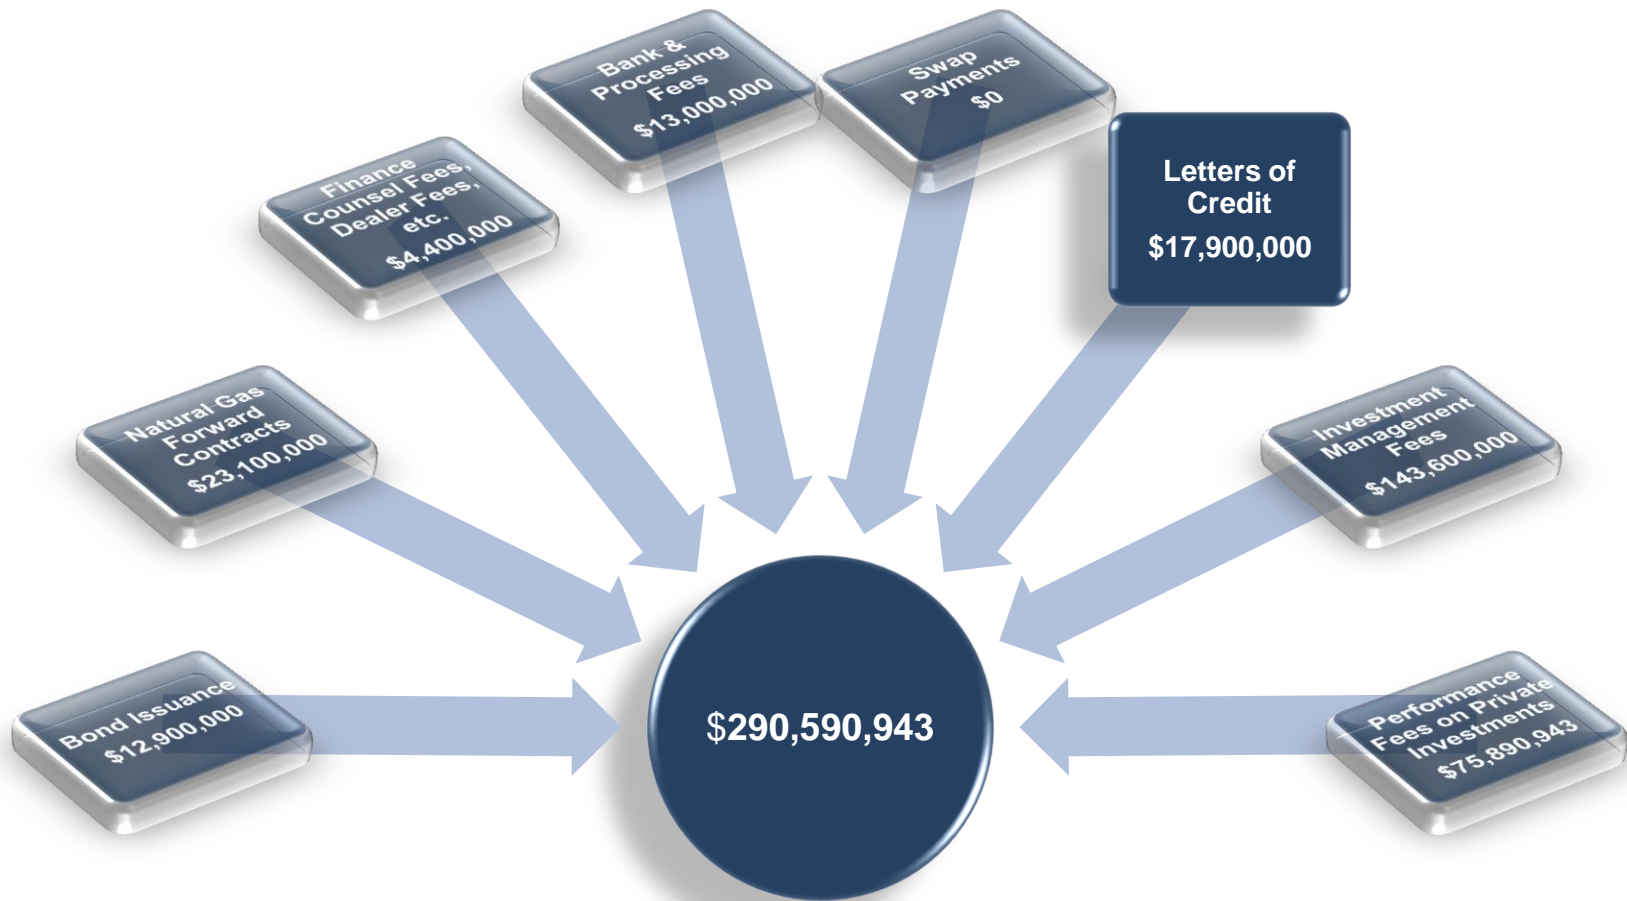 Bank &
Processing
Fees
$13,000,000
Swap
Payments
$0
Letters of
Credit
$17,900,000
Finance
Counsel Fees,
Dealer Fees,
etc.
$4,400,000
Natural Gas
Forward
Contracts
$23,100,000
Investment
Management
Fees
$143,600,000
Bond Issuance
$12,900,000
$290,590,943
Performance
Fees on Private
Investments
$75,890,943